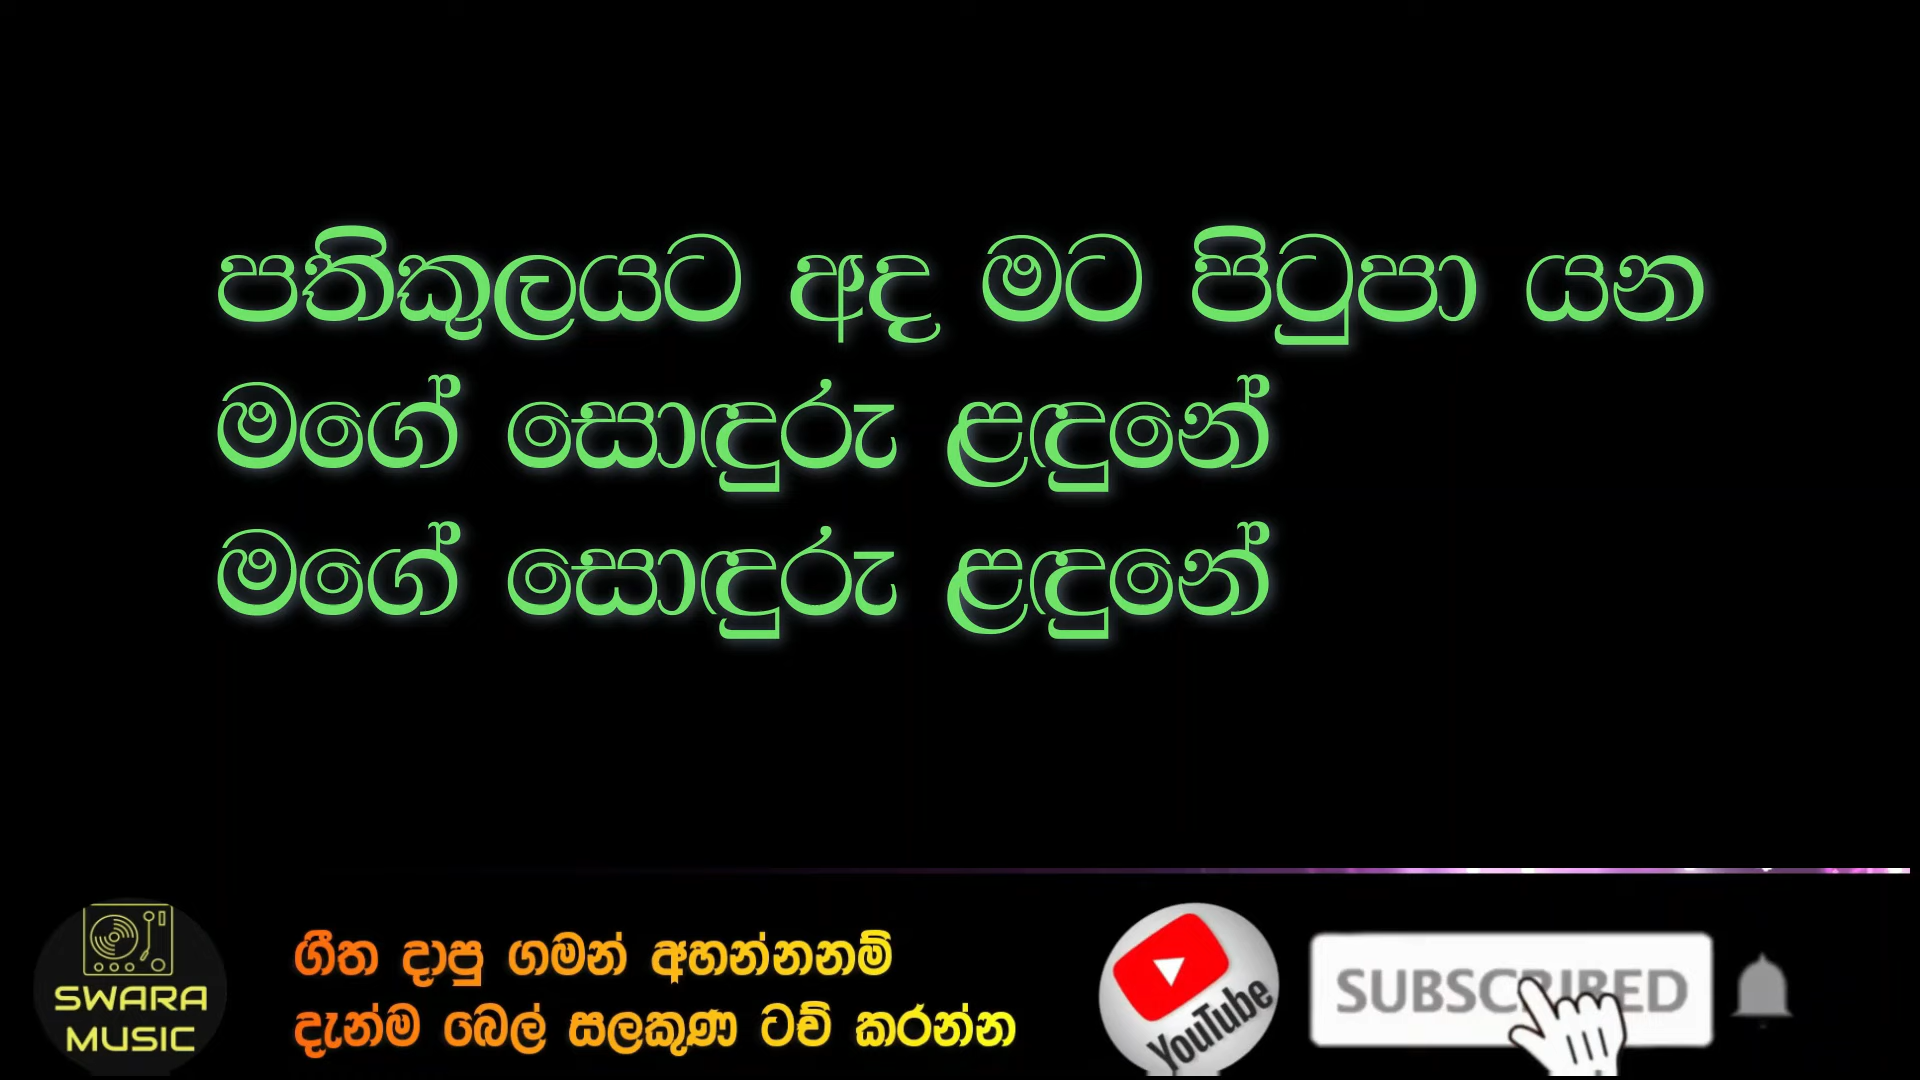 පතිකුලයට අද මට පිටුපා යන
මගේ සොඳුරු ළඳුනේ
මගේ සොඳුරු ළඳුනේ
ගීත දාපු ගමන් අහන්නනම්
දැන්ම බෙල් සලකුණ ටච් කරන්න
SWARA
MUSIC
YouTube
SUBSCRIBED